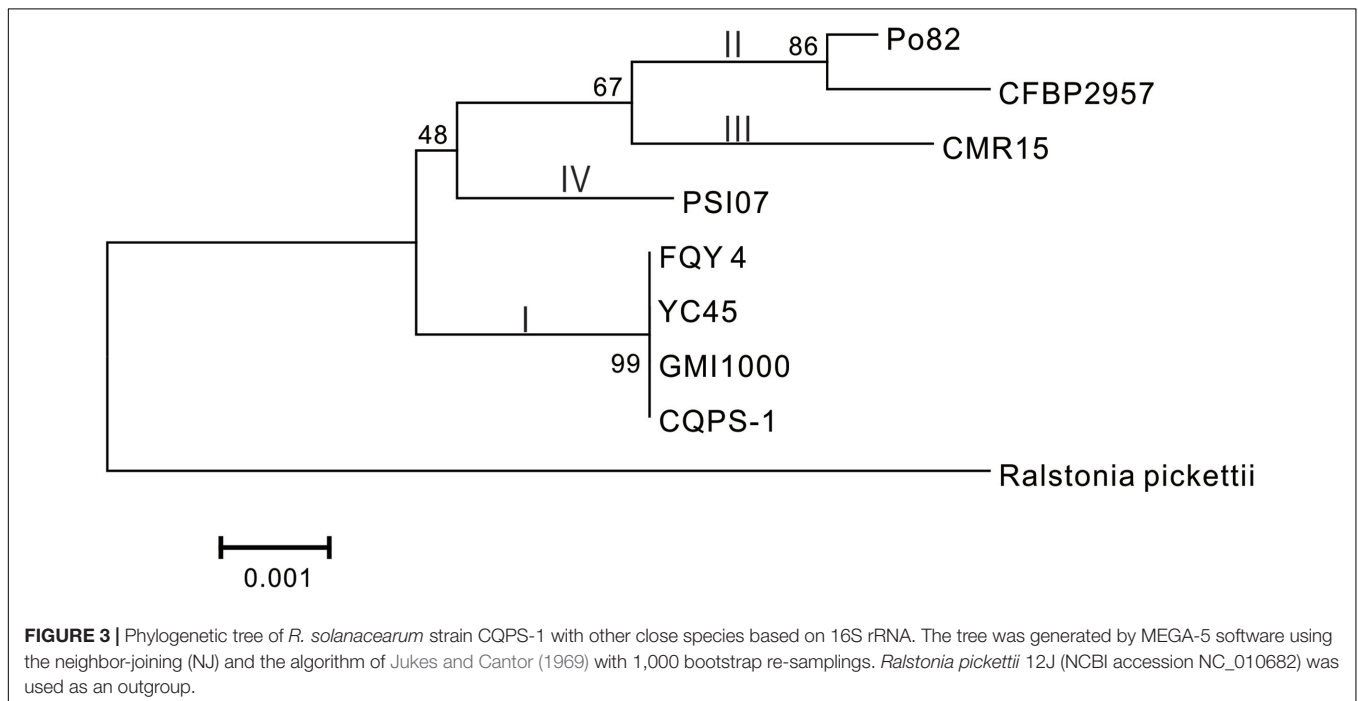 II
86
Po82
CFBP2957
67
III
CMR15
48
IV
PSI07
FQY 4
YC45
I
99
GMI1000
CQPS-1
Ralstonia pickettii
0.001
FIGURE 3 | Phylogenetic tree of R. solanacearum strain CQPS-1 with other close species based on 16S rRNA. The tree was generated by MEGA-5 software using
the neighbor-joining (NJ) and the algorithm of Jukes and Cantor (1969) with 1,000 bootstrap re-samplings. Ralstonia pickettii 12J (NCBI accession NC_010682) was
used as an outgroup.